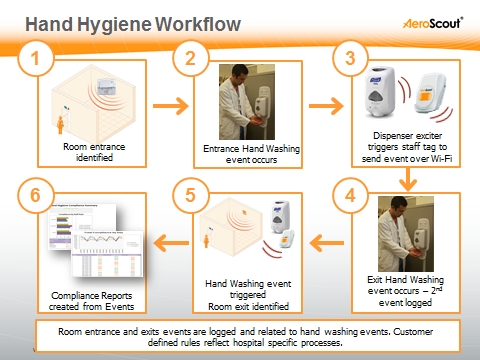 Hand Hygiene Workflow
AeroScout®
1
Room entrance
identified
2
Entrance Hand Washing
event occurs
3
Dispenser exciter
triggers staff tag to
send event over Wi-Fi
6
Compliance Reports
created from Events
5
Hand Washing event
triggered
Room exit identified
4
Exit Hand Washing
event occurs – 2nd
event logged
Room entrance and exits events are logged and related to hand washing events. Customer
defined rules reflect hospital specific processes.